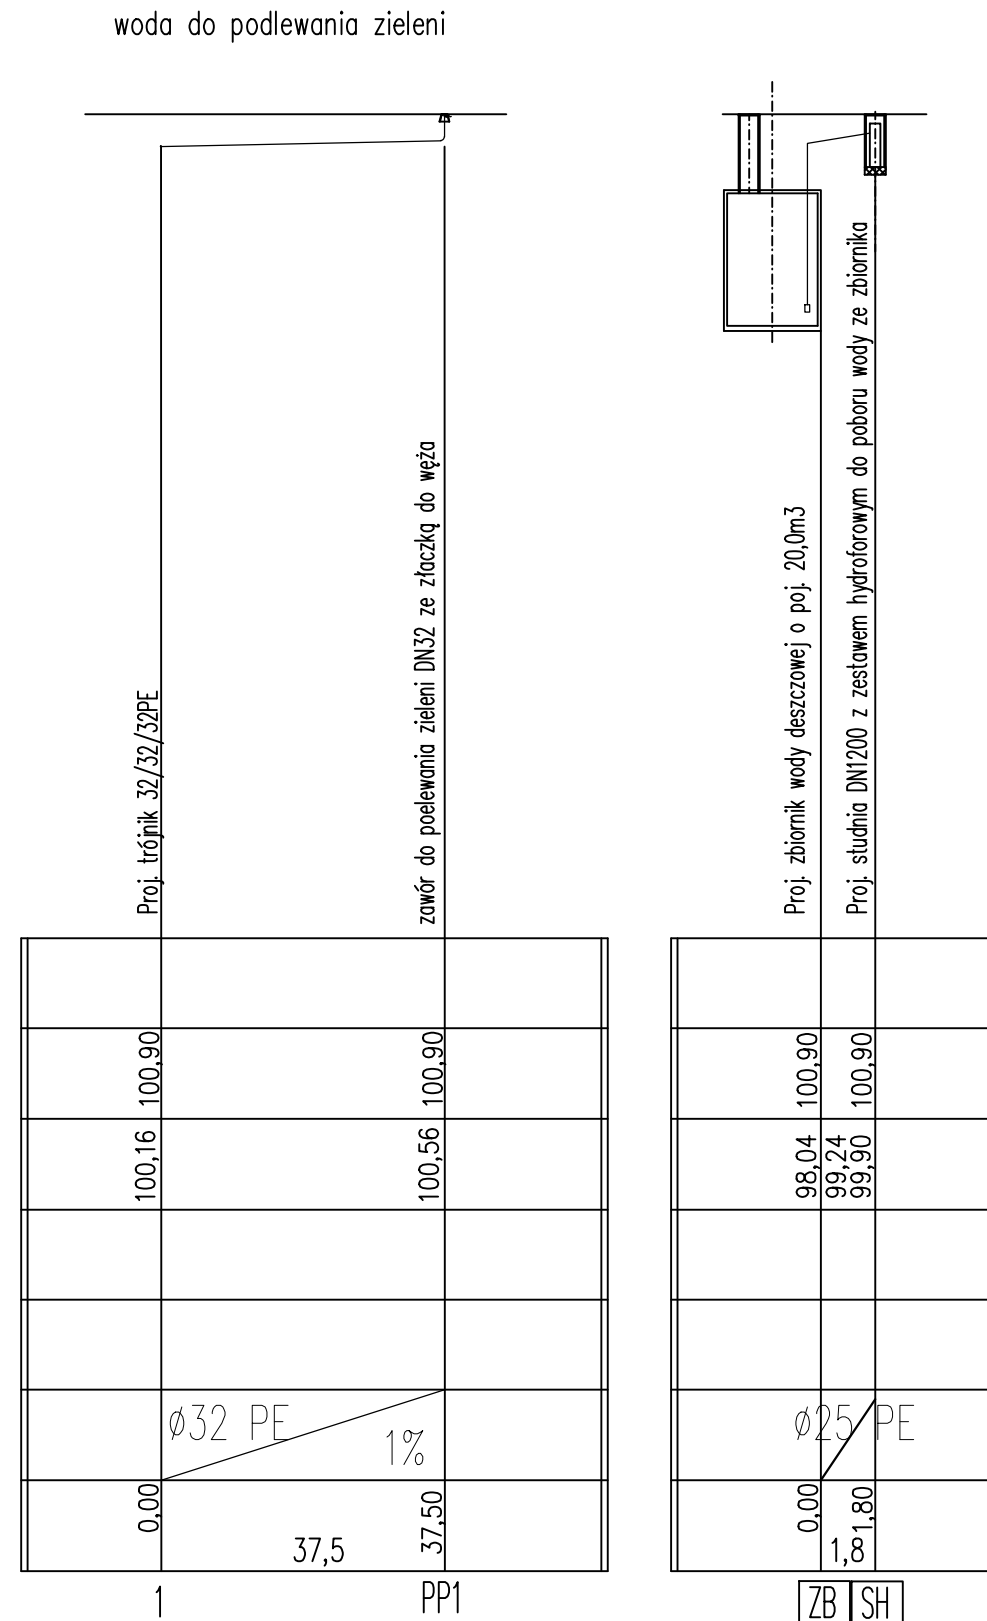 woda do podlewania zieleni
Proj. trójnik 32/32/32PE
zawór do poelewania zieleni DN32 ze złaczką do węża
Proj. zbiornik wody deszczowej o poj. 20,0m3
Proj. studnia DN1200 z zestawem hydroforowym do poboru wody ze zbiornika
100,90
100,90
100,90
100,90
100,16
100,56
98,04
99,24
99,90
ø32 PE
1%
ø25 PE
0,00
37,5
37,50
0,00
1,8
1,80
1
PP1
ZB
SH